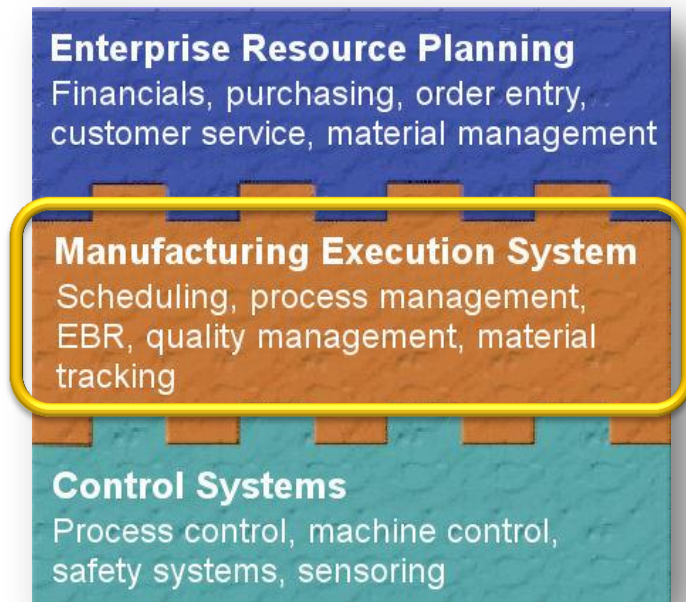 Enterprise Resource Planning
Financials, purchasing, order entry,
customer service, material management
Manufacturing Execution System
Scheduling, process management,
EBR, quality management, material
tracking
Control Systems
Process control, machine control,
safety systems, sensoring